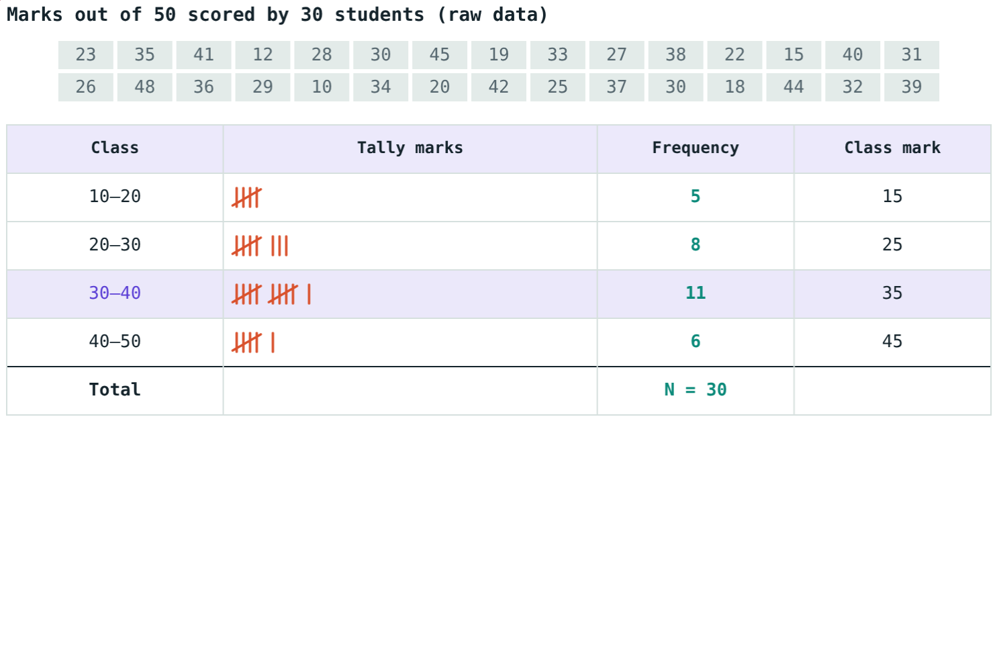 Marks out of 50 scored by 30 students (raw data)
23 35 41 12 28 30 45 19 33 27 38 22 15 40 31
26 48 36 29 10 34 20 42 25 37 30 18 44 32 39
Class Tally marks Frequency Class mark
10–20 5 15
20–30 8 25
30–40 11 35
40–50 6 45
Total N = 30